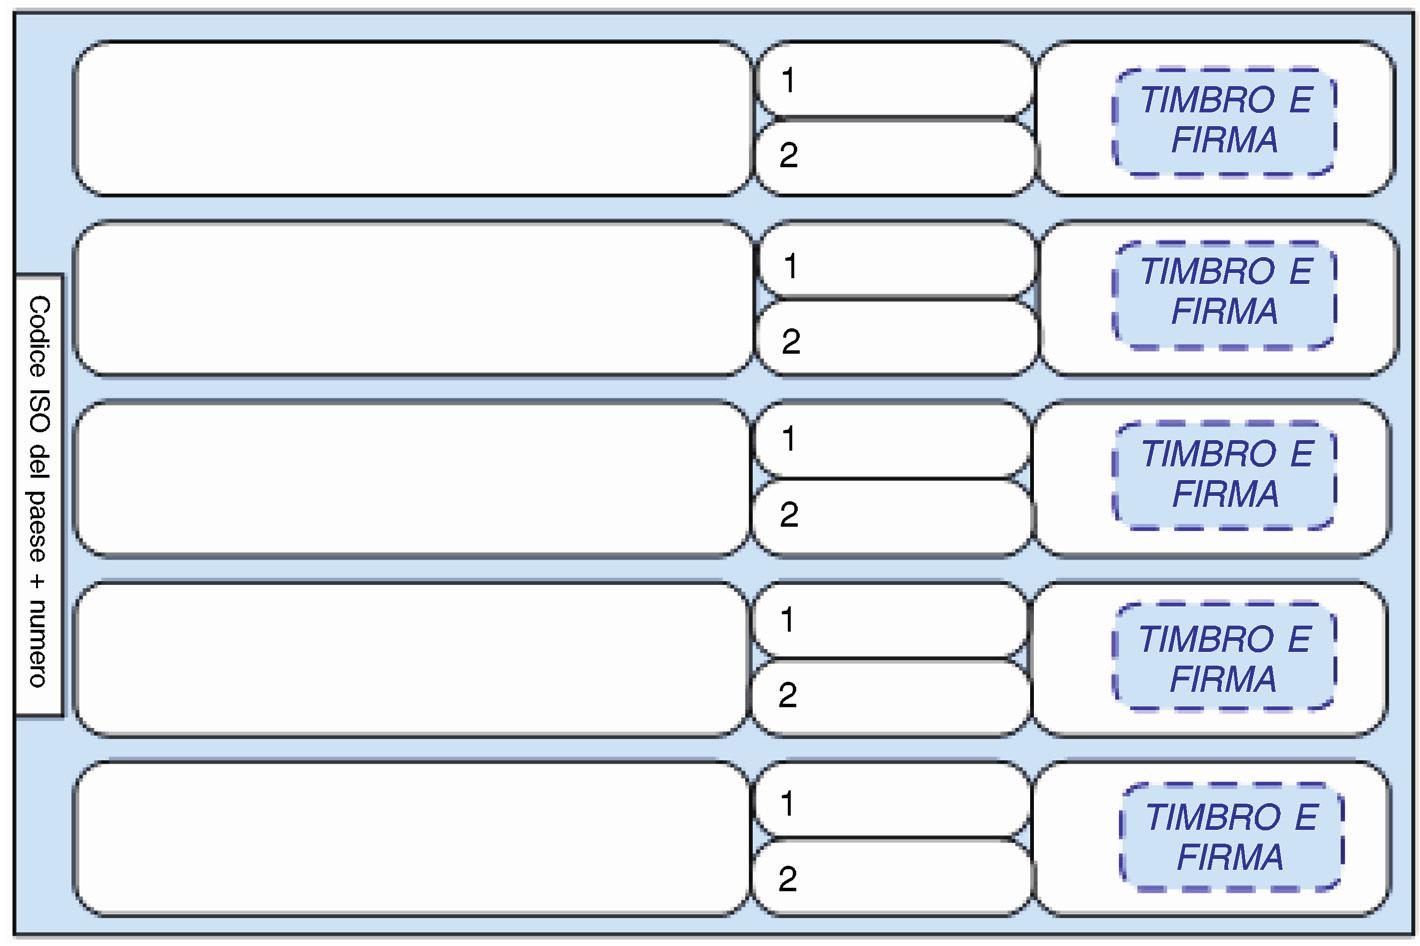 Codice ISO del paese + numero
1
2
TIMBRO E
FIRMA
1
2
TIMBRO E
FIRMA
1
2
TIMBRO E
FIRMA
1
2
TIMBRO E
FIRMA
1
2
TIMBRO E
FIRMA